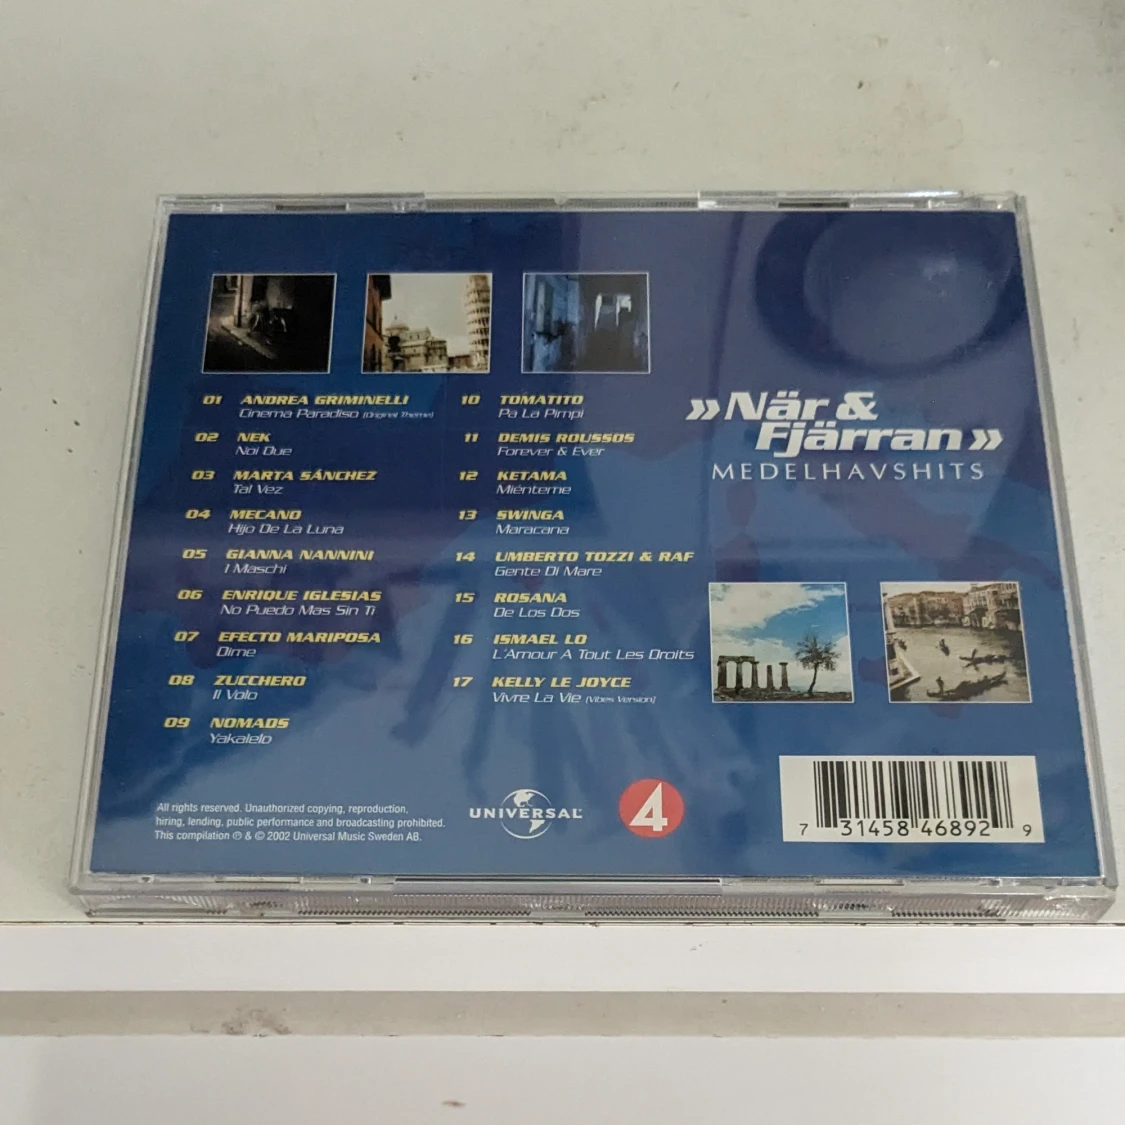 01 ANDREA GRIMINELLI
Cinema Paradiso (Original Theme)
02 NEK
Noi Due
03 MARTA SÁNCHEZ
Tal Vez
04 MECANO
Hijo De La Luna
05 GIANNA NANNINI
I Maschi
06 ENRIQUE IGLESIAS
No Puedo Mas Sin Ti
07 EFECTO MARIPOSA
Dime
08 ZUCCHERO
Il Volo
09 NOMADS
Yakalelo
10 TOMATITO
Pa La Pimpi
11 DEMIS ROUSSOS
Forever & Ever
12 KETAMA
Miénteme
13 SWINGA
Maracana
14 UMBERTO TOZZI & RAF
Gente Di Mare
15 ROSANA
De Los Dos
16 ISMAEL LO
L'Amour A Tout Les Droits
17 KELLY LE JOYCE
Vivre La Vie (Vibes Version)
»När &
Fjärran»
MEDELHAVSHITS
All rights reserved. Unauthorized copying, reproduction,
hiring, lending, public performance and broadcasting prohibited.
This compilation ℗ & © 2002 Universal Music Sweden AB.
UNIVERSAL
4
7 31458 46892 9